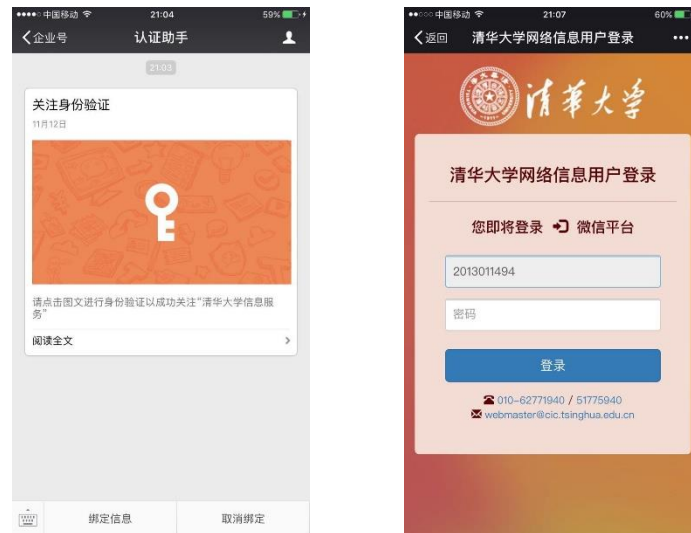 中国移动
21:04
59%
企业号
认证助手
21:03
关注身份验证
11月12日
请点击图文进行身份验证以成功关注“清华大学信息服
务”
阅读全文
绑定信息
取消绑定
中国移动
21:07
60%
返回
清华大学网络信息用户登录
清华大学
清华大学网络信息用户登录
您即将登录 微信平台
2013011494
密码
登录
010-62771940 / 51775940
webmaster@cic.tsinghua.edu.cn